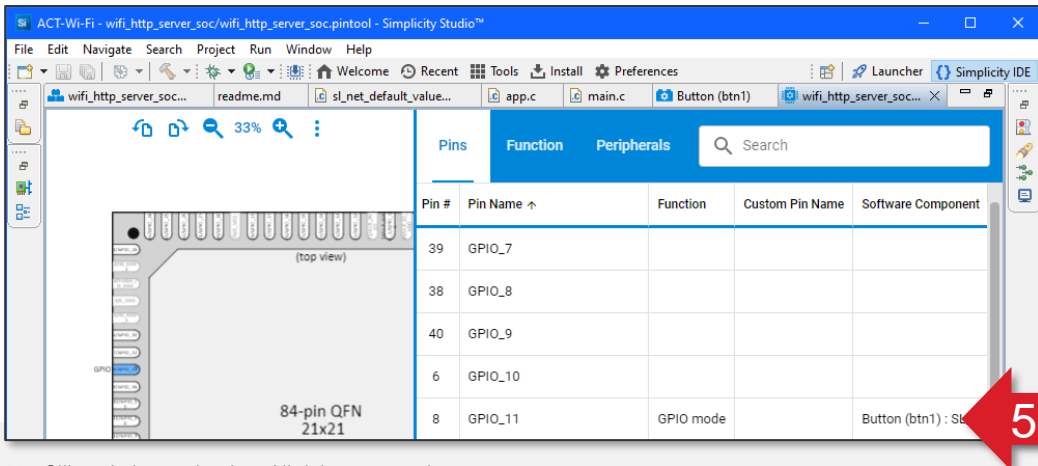 ACT-Wi-Fi - wifi_http_server_soc/wifi_http_server_soc.pintool - Simplicity Studio™
File Edit Navigate Search Project Run Window Help
Welcome Recent Tools Install Preferences Launcher {} Simplicity IDE
wifi_http_server_soc... readme.md sl_net_default_value... app.c main.c Button (btn1) wifi_http_server_soc...
33%
Pins Function Peripherals Search
Pin # Pin Name ↑ Function Custom Pin Name Software Component
(top view)
39 GPIO_7
38 GPIO_8
40 GPIO_9
6 GPIO_10
8 GPIO_11 GPIO mode Button (btn1) :
84-pin QFN
21x21
5